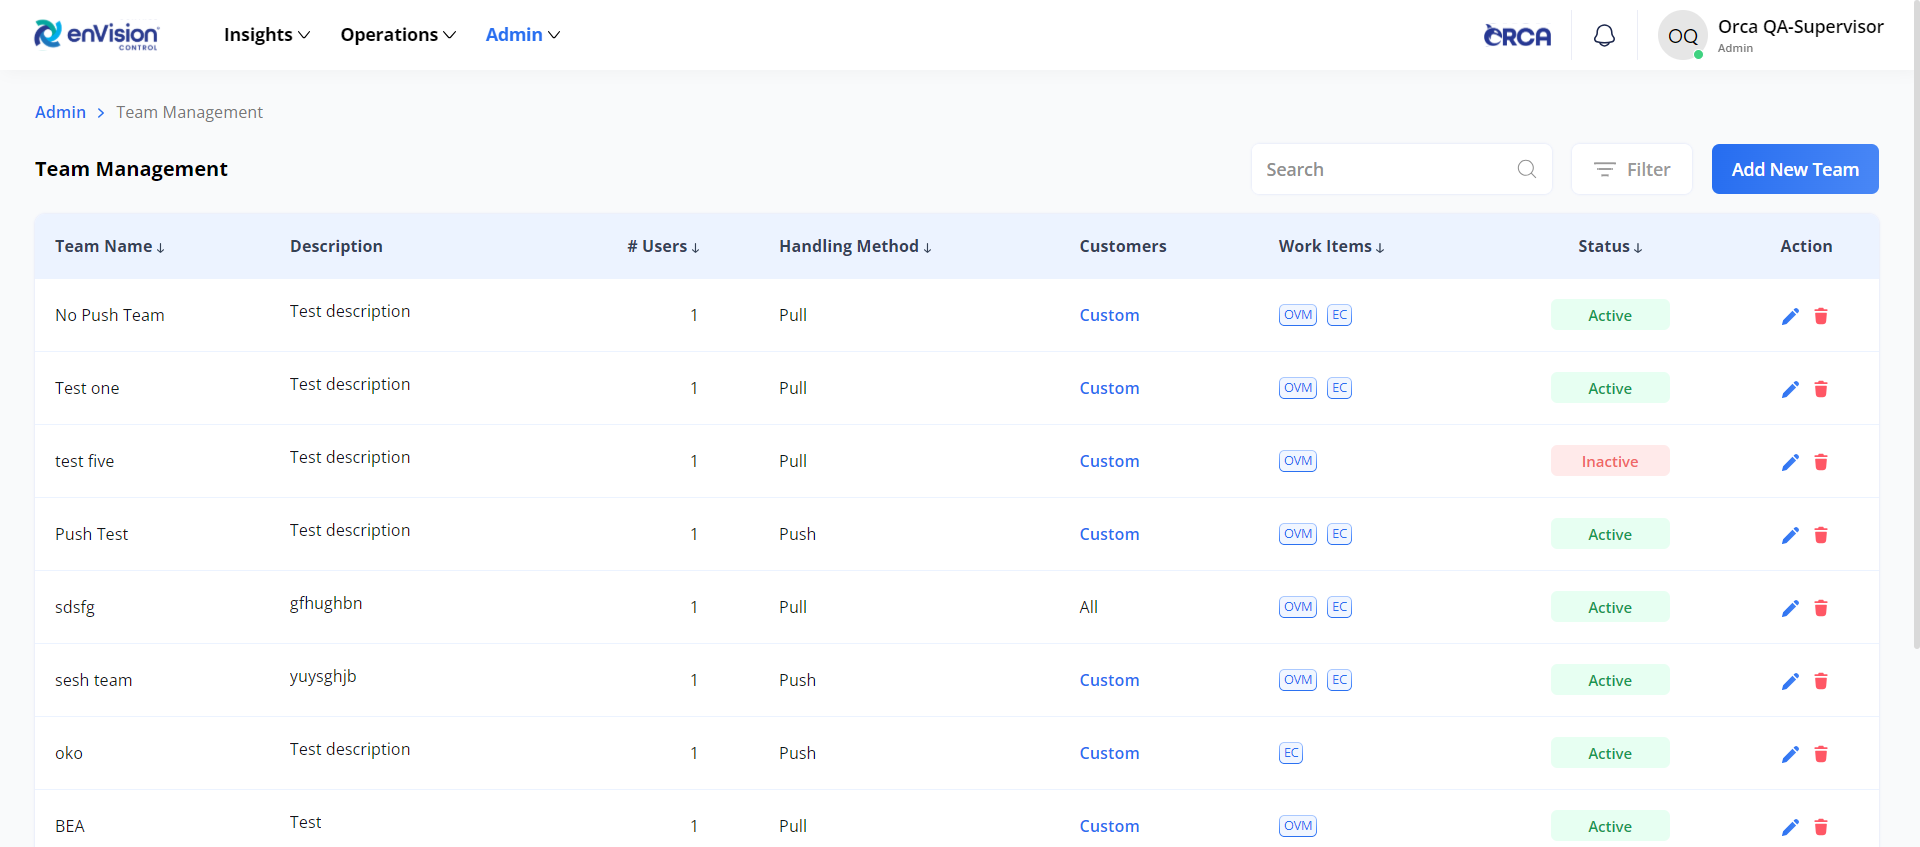 enVision CONTROL Insights Operations Admin ORCA OQ Orca QA-Supervisor
Admin
Admin > Team Management
Team Management Search Filter Add New Team
Team Name ↓ Description # Users ↓ Handling Method ↓ Customers Work Items ↓ Status ↓ Action
No Push Team Test description 1 Pull Custom OVM EC Active
Test one Test description 1 Pull Custom OVM EC Active
test five Test description 1 Pull Custom OVM Inactive
Push Test Test description 1 Push Custom OVM EC Active
sdsfg gfhughbn 1 Pull All OVM EC Active
sesh team yuysghjb 1 Push Custom OVM EC Active
oko Test description 1 Push Custom EC Active
BEA Test 1 Pull Custom OVM Active